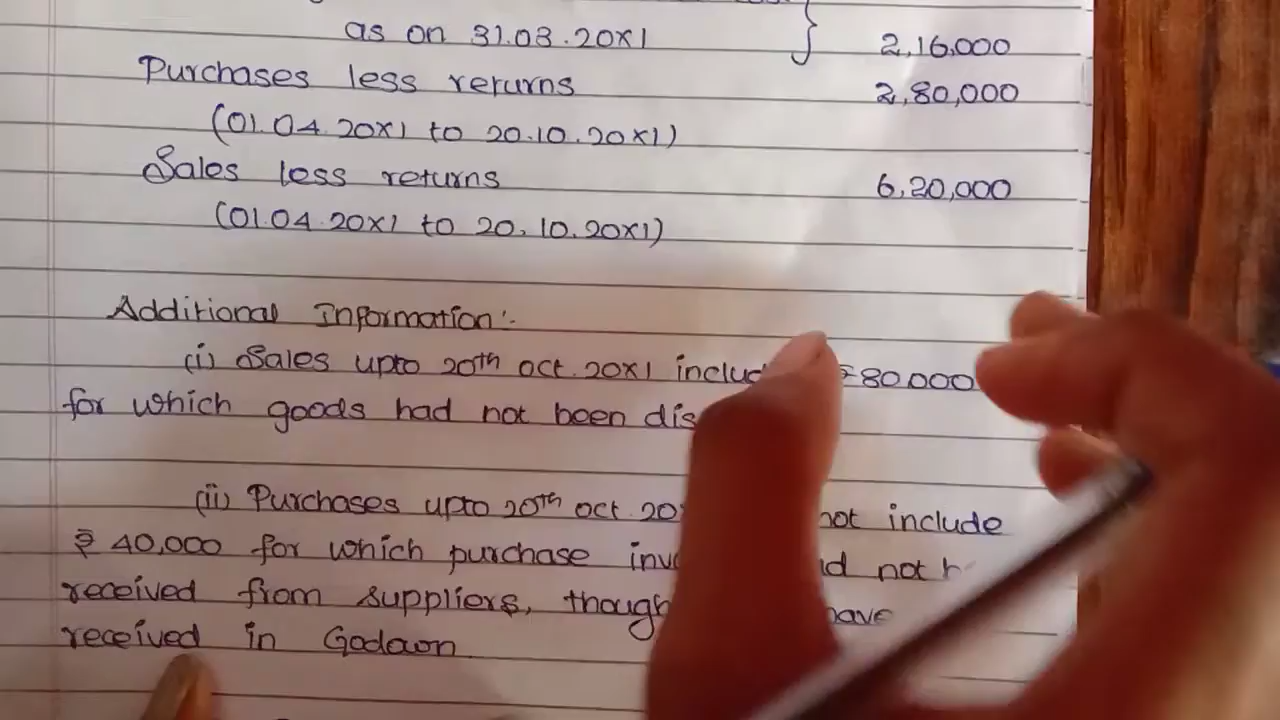 as on 31.03.20x1 } 2,16,000
Purchases less returns 2,80,000
(01.04.20x1 to 20.10.20x1)
Sales less returns 6,20,000
(01.04.20x1 to 20.10.20x1)
Additional Information:-
(i) Sales upto 20th oct. 20x1 ₹80000
for which goods had not been
(ii) Purchases upto 20th oct not include
₹ 40,000 for which purchase not
received from suppliers, have
received in Godown